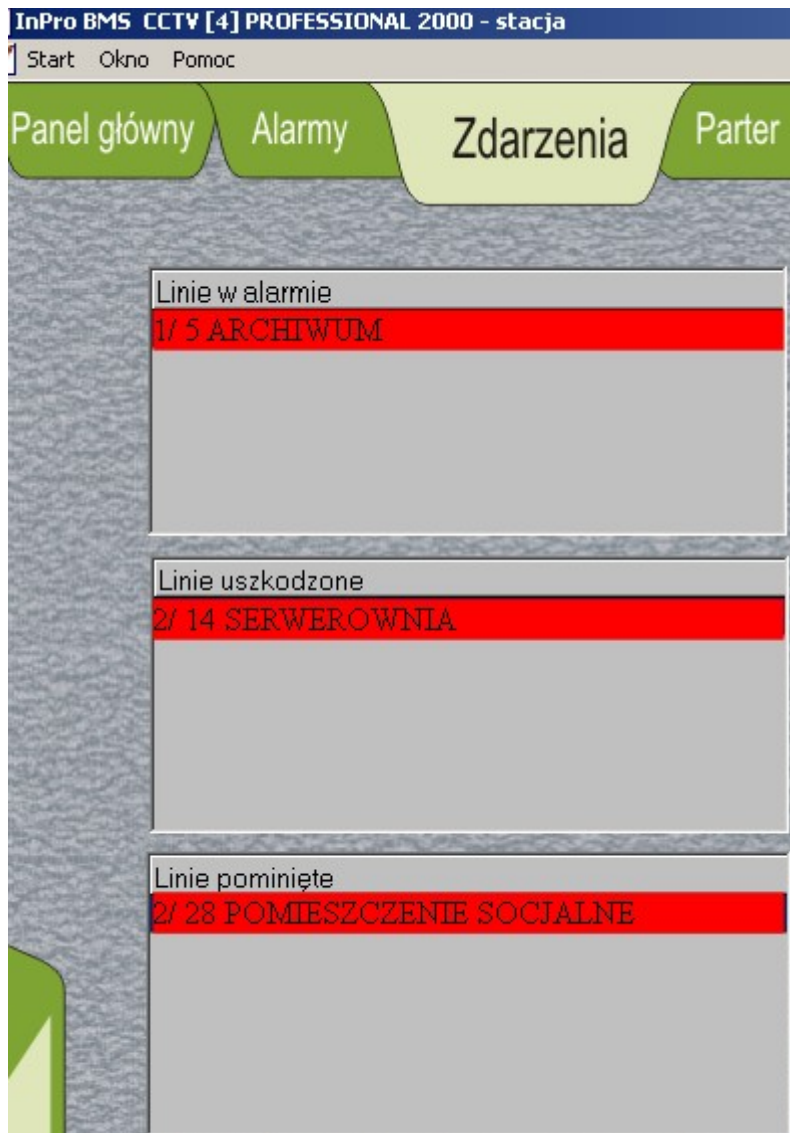 InPro BMS CCTV [4] PROFESSIONAL 2000 - stacja
Start Okno Pomoc
Panel główny Alarmy Zdarzenia Parter
Linie w alarmie
1/ 5 ARCHIWUM
Linie uszkodzone
2/ 14 SERWEROWNIA
Linie pominięte
2/ 28 POMIESZCZENIE SOCJALNE